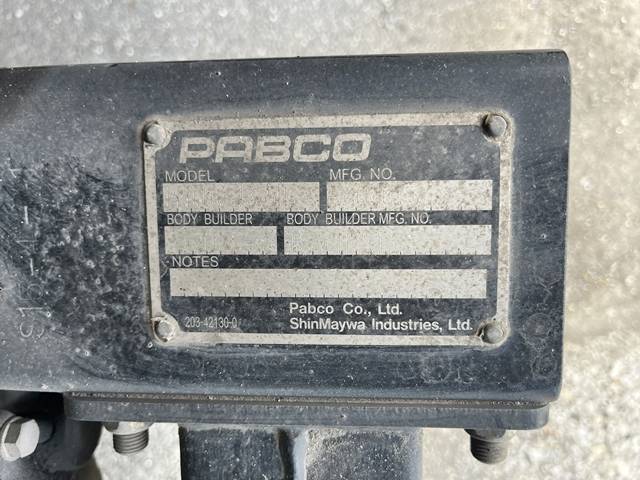 PABCO
MODEL MFG. NO.
BODY BUILDER BODY BUILDER MFG. NO.
NOTES
Pabco Co., Ltd.
203-42130-0 ShinMaywa Industries, Ltd.